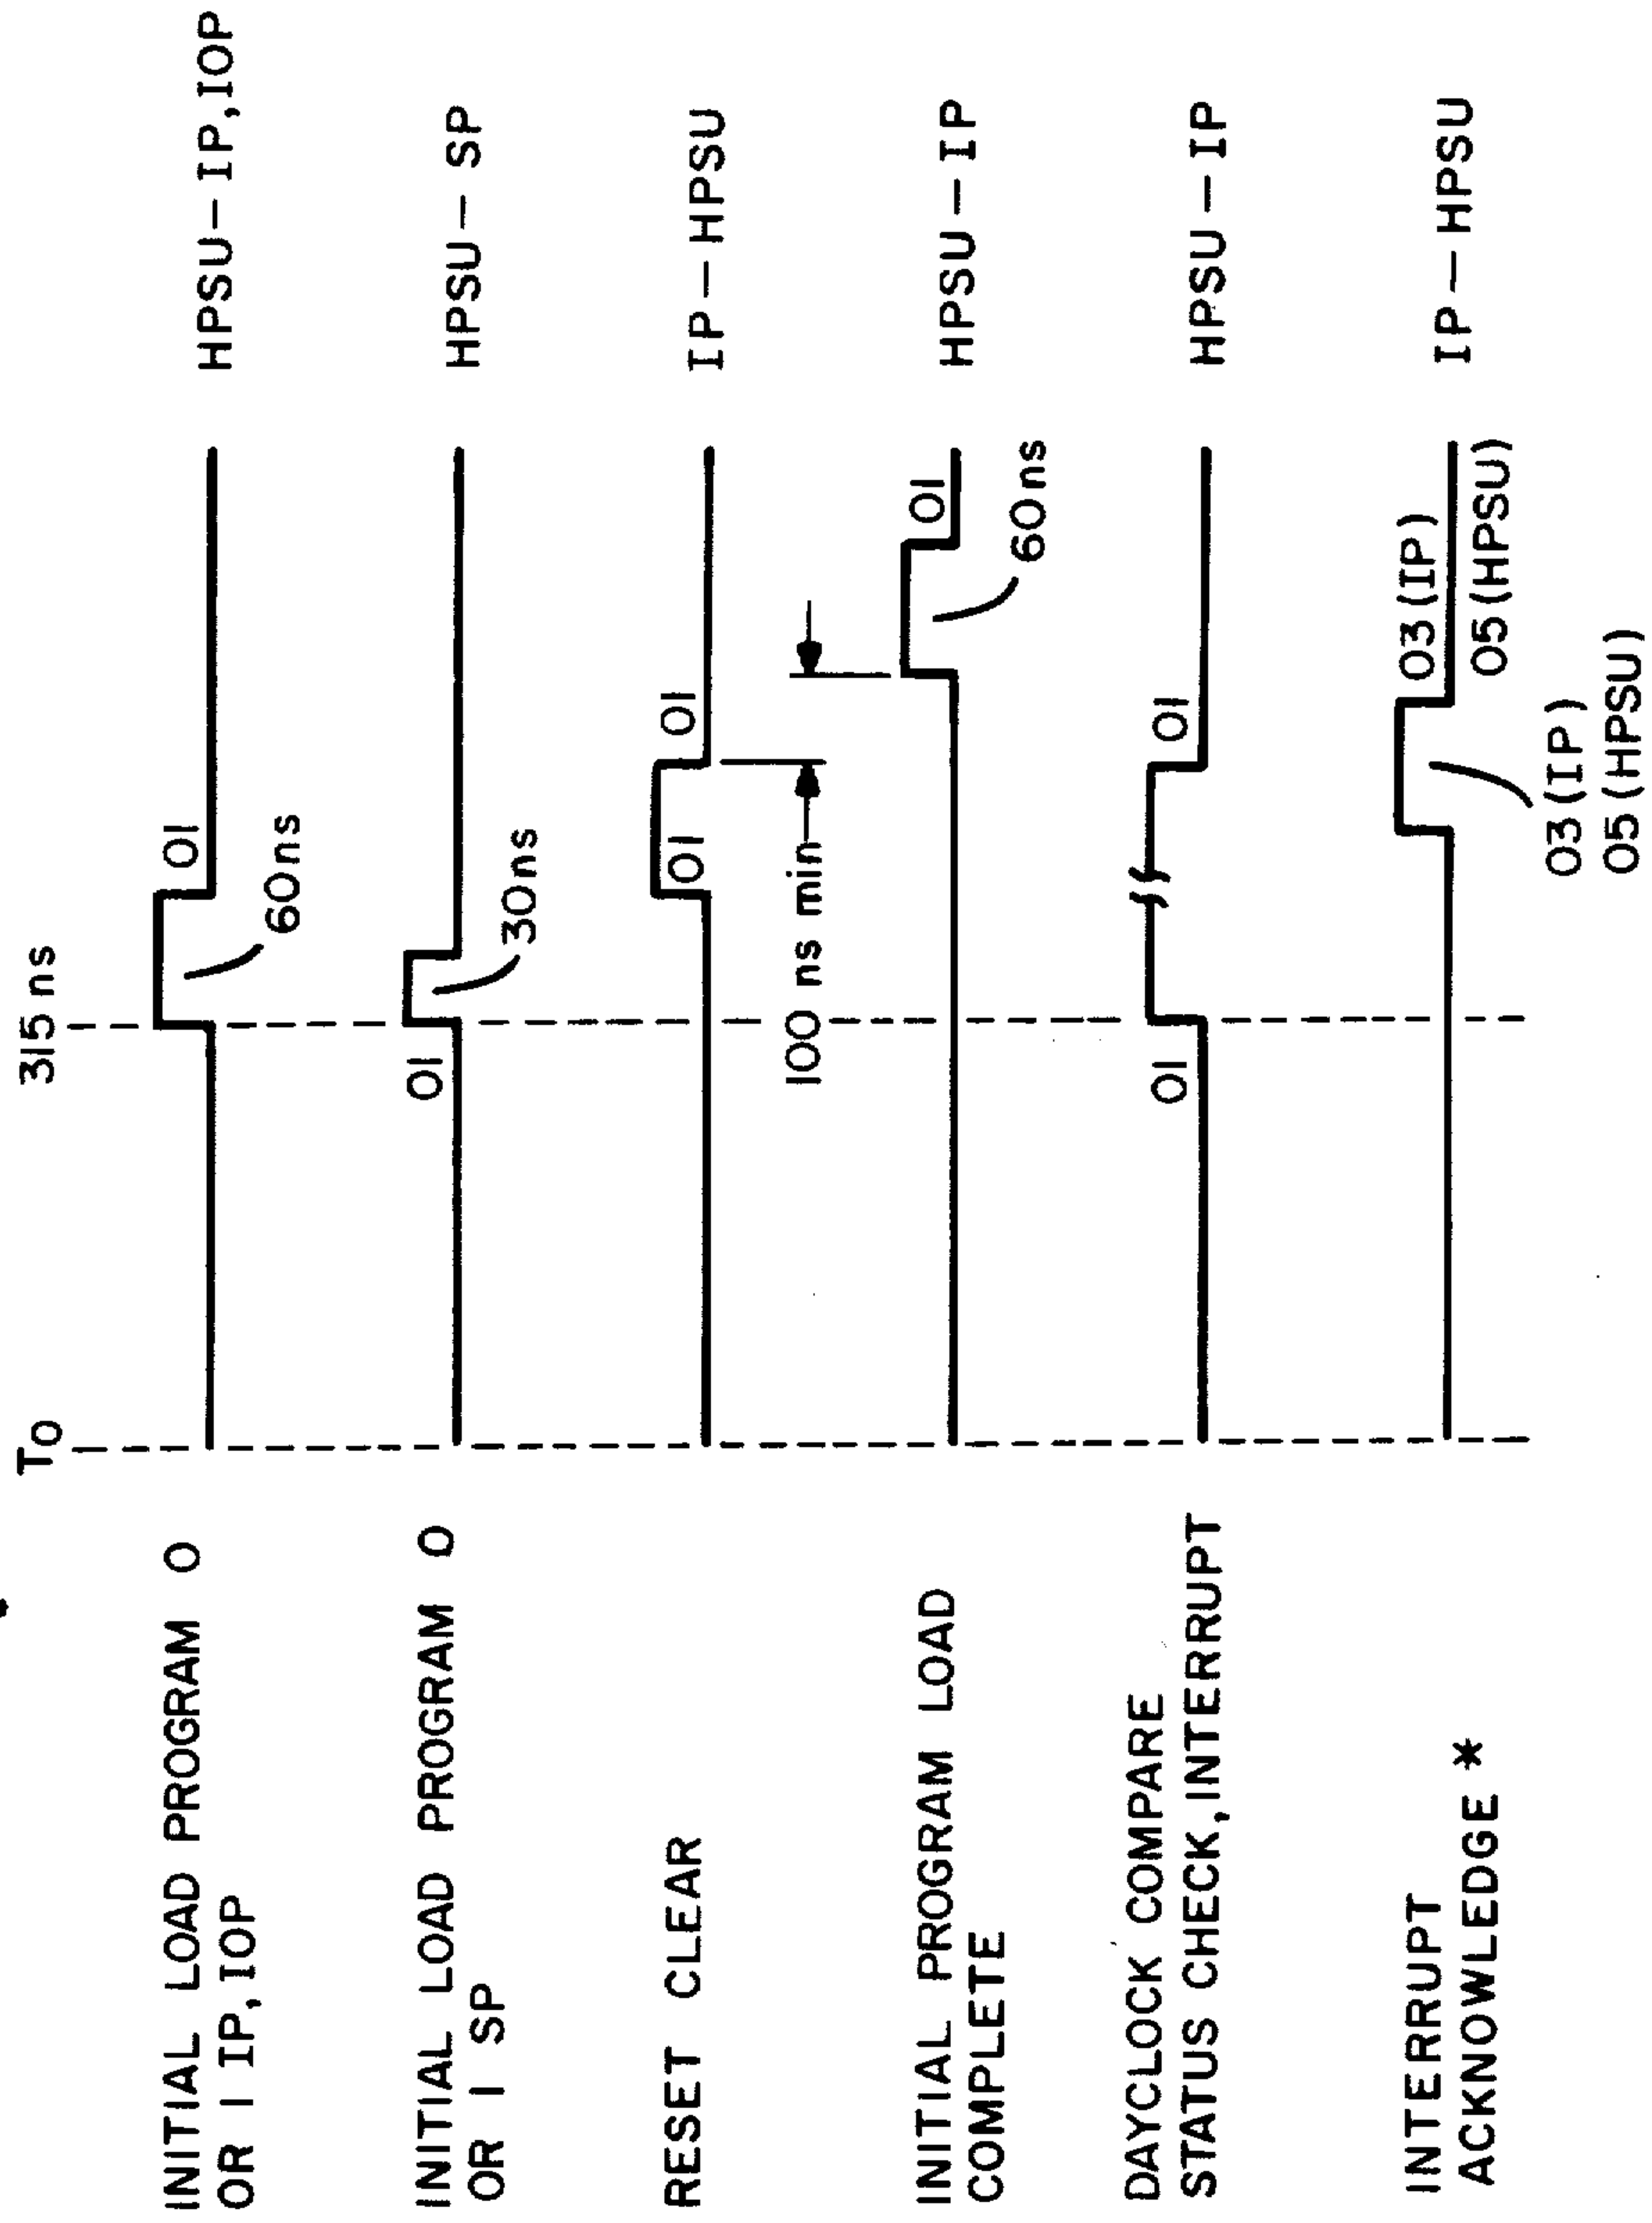 To 315 ns
INITIAL LOAD PROGRAM O
OR I IP, IOP
01
60ns
HPSU-IP, IOP
INITIAL LOAD PROGRAM O
OR I SP
01
30ns
HPSU-SP
RESET CLEAR
01 01
IP-HPSU
100 ns min
INITIAL PROGRAM LOAD
COMPLETE
01
60ns
HPSU-IP
DAYCLOCK COMPARE
STATUS CHECK, INTERRUPT
01 01
HPSU-IP
INTERRUPT
ACKNOWLEDGE *
03 (IP)
05 (HPSU)
03 (IP)
05 (HPSU)
IP-HPSU